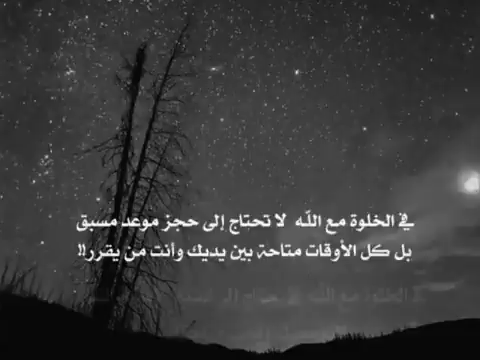 في الخلوة مع الله لا تحتاج إلى حجز موعد مسبق
بل كل الأوقات متاحة بين يديك وأنت من يقرر!!